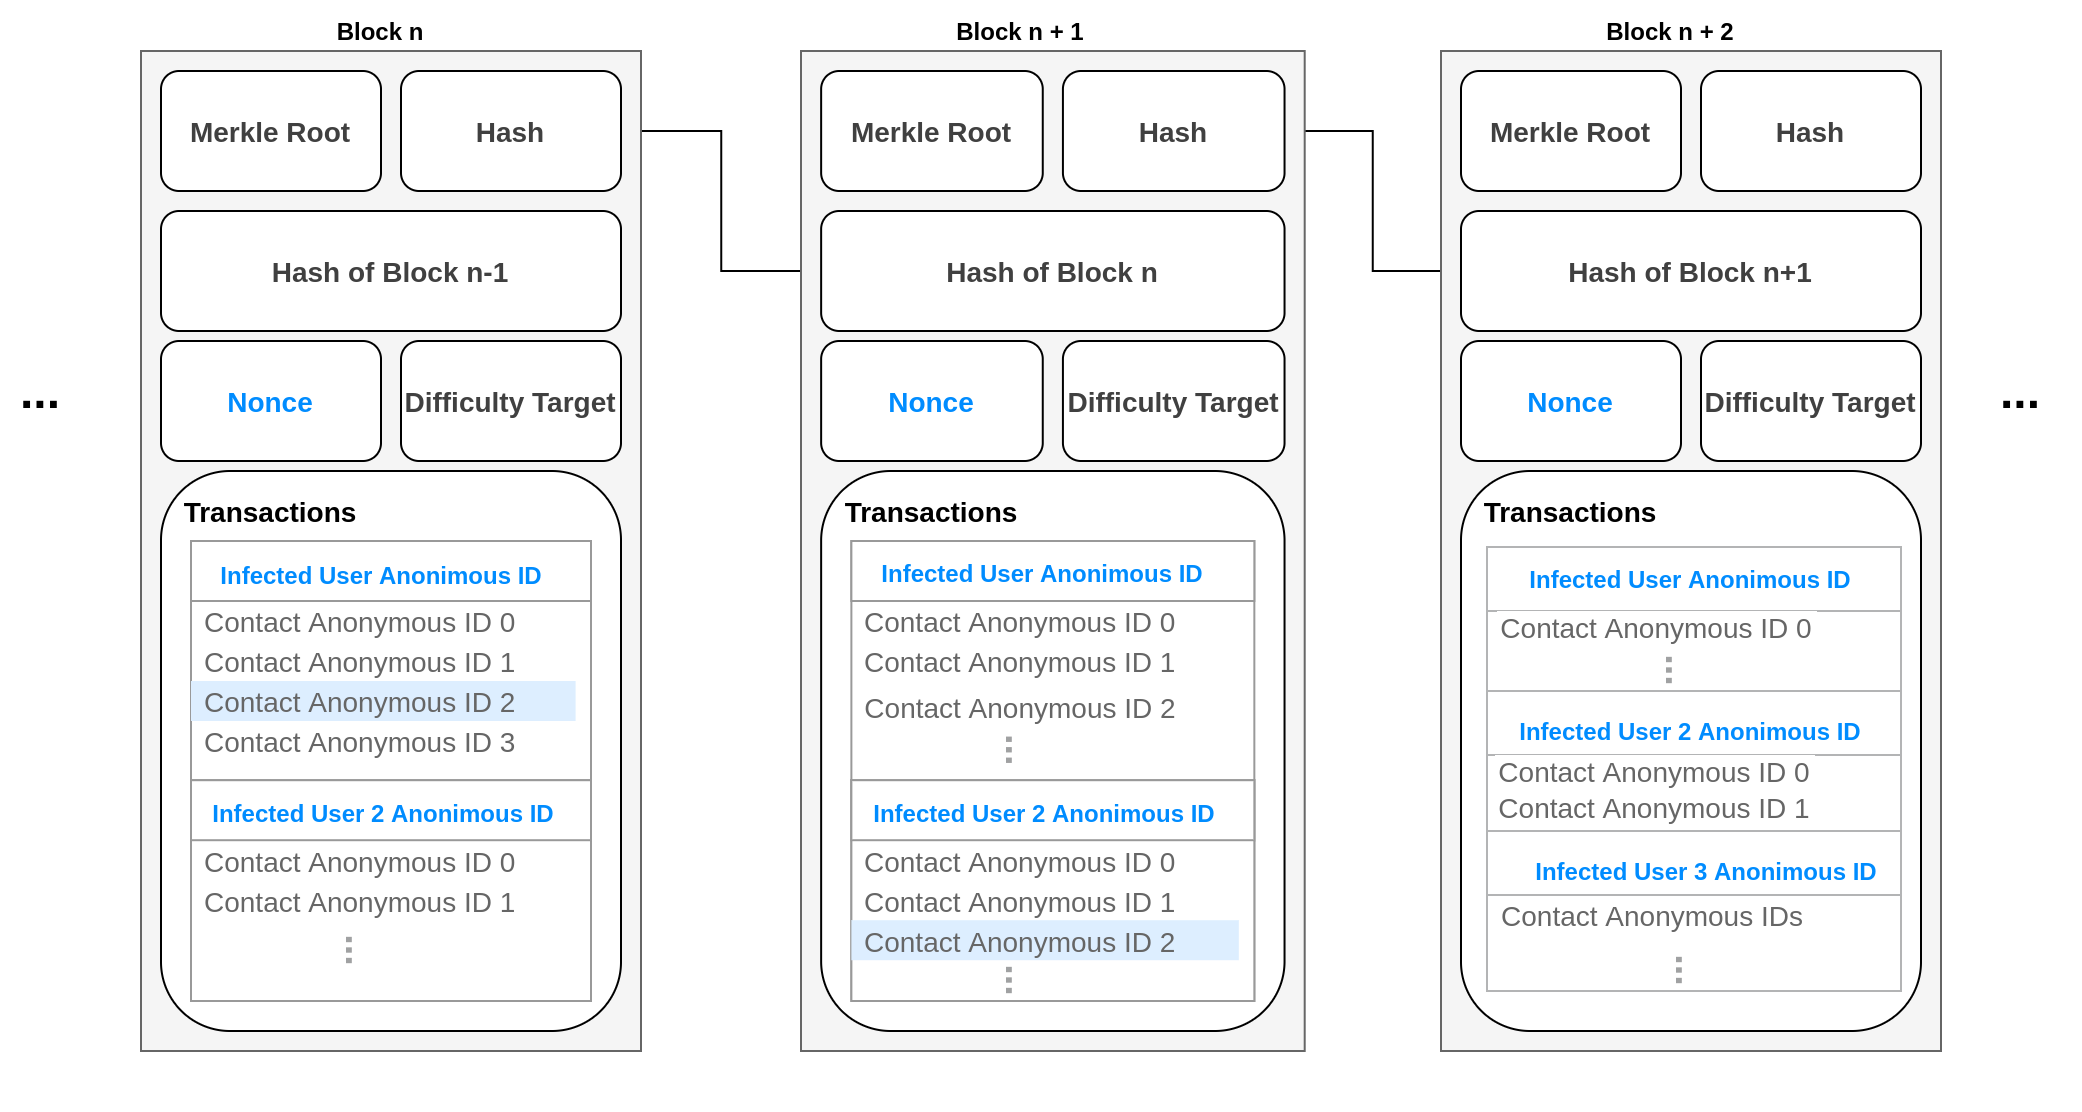 Block n
Merkle Root
Hash
Hash of Block n-1
Nonce
Difficulty Target
Transactions
Infected User Anonimous ID
Contact Anonymous ID 0
Contact Anonymous ID 1
Contact Anonymous ID 2
Contact Anonymous ID 3
Infected User 2 Anonimous ID
Contact Anonymous ID 0
Contact Anonymous ID 1
...
...
Block n + 1
Merkle Root
Hash
Hash of Block n
Nonce
Difficulty Target
Transactions
Infected User Anonimous ID
Contact Anonymous ID 0
Contact Anonymous ID 1
Contact Anonymous ID 2
...
Infected User 2 Anonimous ID
Contact Anonymous ID 0
Contact Anonymous ID 1
Contact Anonymous ID 2
...
Block n + 2
Merkle Root
Hash
Hash of Block n+1
Nonce
Difficulty Target
Transactions
Infected User Anonimous ID
Contact Anonymous ID 0
...
Infected User 2 Anonimous ID
Contact Anonymous ID 0
Contact Anonymous ID 1
Infected User 3 Anonimous ID
Contact Anonymous IDs
...
...